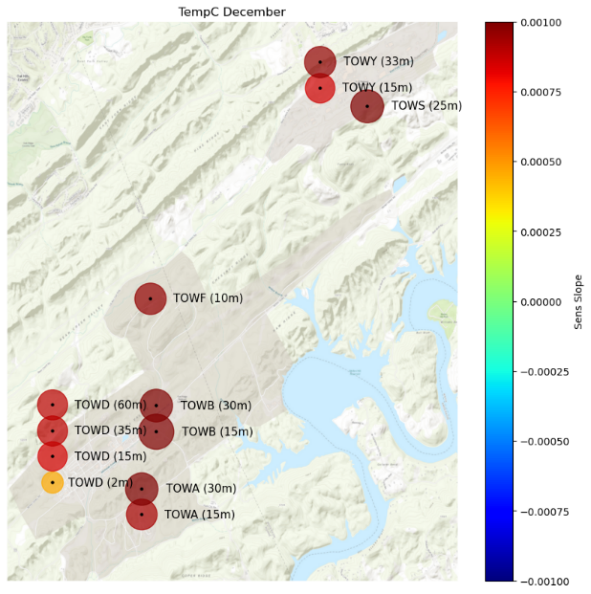 TempC December
TOWY (33m)
TOWY (15m)
TOWS (25m)
TOWF (10m)
TOWD (60m)
TOWB (30m)
TOWD (35m)
TOWB (15m)
TOWD (15m)
TOWD (2m)
TOWA (30m)
TOWA (15m)
0.00100
0.00075
0.00050
0.00025
0.00000
−0.00025
−0.00050
−0.00075
−0.00100
Sens Slope